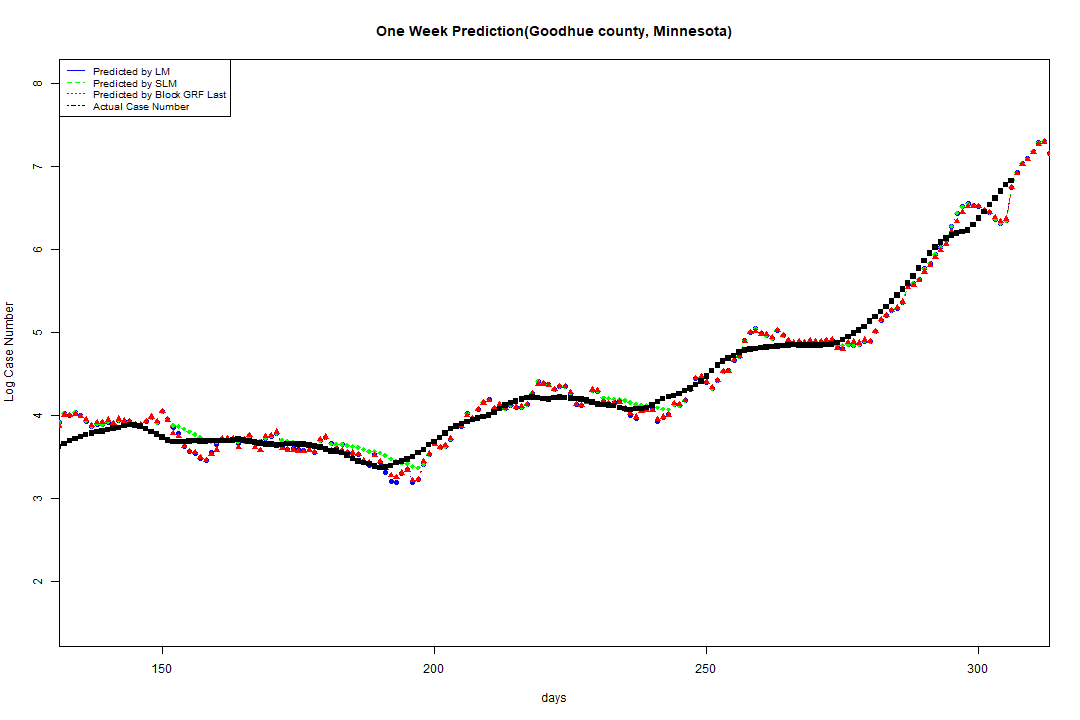 One Week Prediction(Goodhue county, Minnesota)
Predicted by LM
Predicted by SLM
Predicted by Block GRF Last
Actual Case Number
8
7
6
5
4
3
2
Log Case Number
150
200
250
300
days